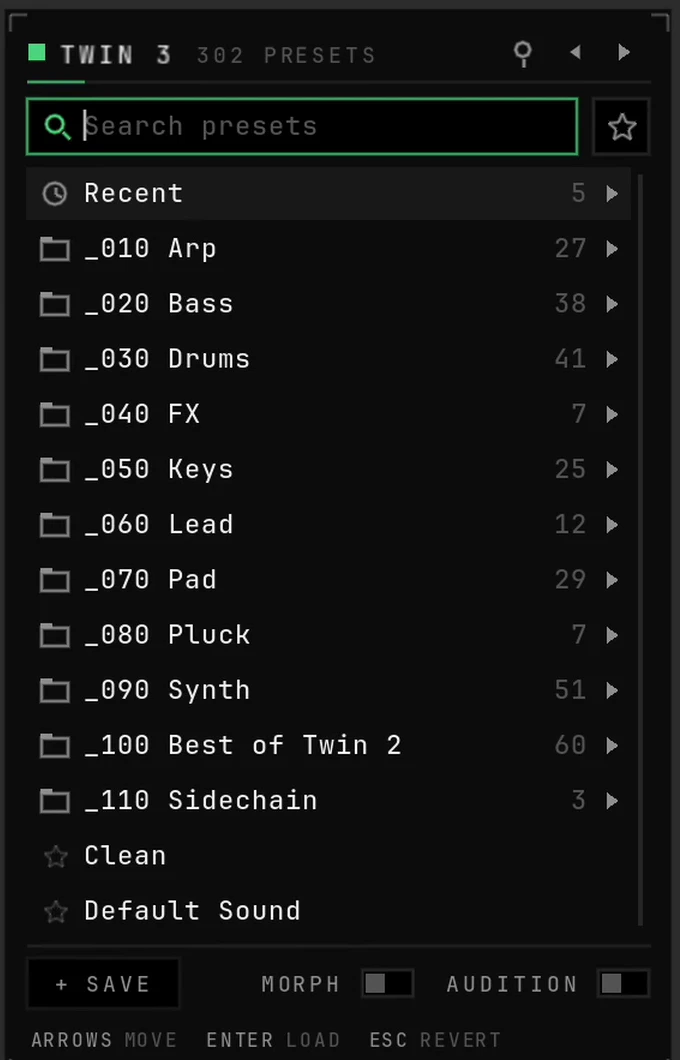 TWIN 3 302 PRESETS
Search presets
Recent 5
_010 Arp 27
_020 Bass 38
_030 Drums 41
_040 FX 7
_050 Keys 25
_060 Lead 12
_070 Pad 29
_080 Pluck 7
_090 Synth 51
_100 Best of Twin 2 60
_110 Sidechain 3
Clean
Default Sound
+ SAVE MORPH AUDITION
ARROWS MOVE ENTER LOAD ESC REVERT